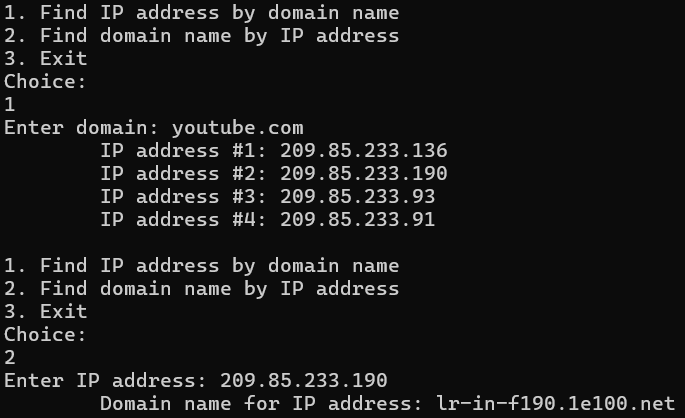 1. Find IP address by domain name
2. Find domain name by IP address
3. Exit
Choice:
1
Enter domain: youtube.com
IP address #1: 209.85.233.136
IP address #2: 209.85.233.190
IP address #3: 209.85.233.93
IP address #4: 209.85.233.91
1. Find IP address by domain name
2. Find domain name by IP address
3. Exit
Choice:
2
Enter IP address: 209.85.233.190
Domain name for IP address: lr-in-f190.1e100.net